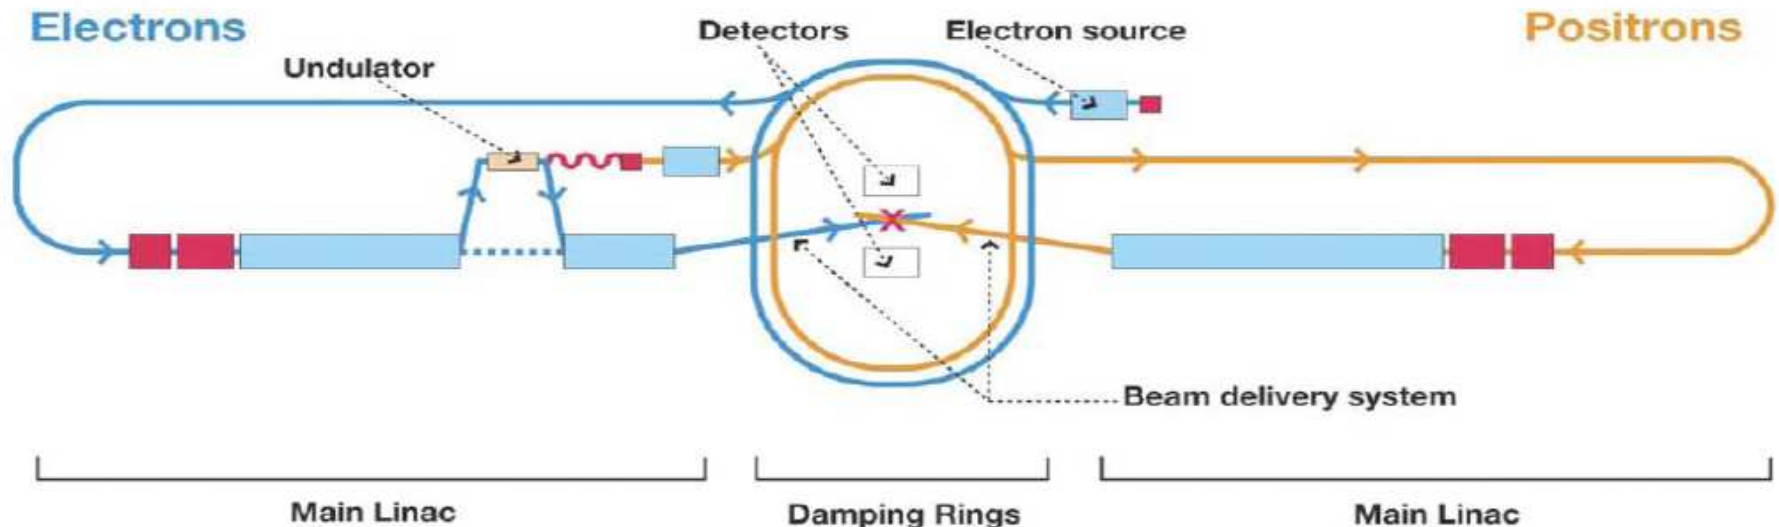 Electrons
Detectors
Electron source
Positrons
Undulator
Beam delivery system
Main Linac
Damping Rings
Main Linac